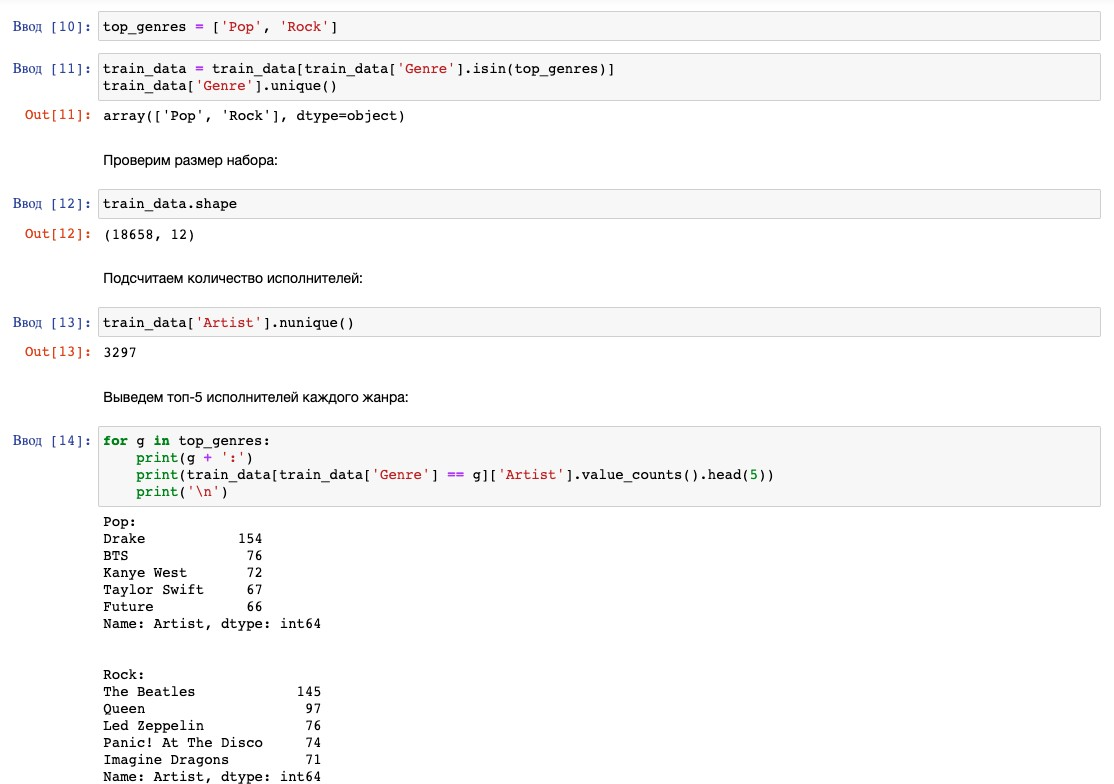 Ввод [10]: top_genres = ['Pop', 'Rock']
Ввод [11]: train_data = train_data[train_data['Genre'].isin(top_genres)]
train_data['Genre'].unique()
Out[11]: array(['Pop', 'Rock'], dtype=object)
Проверим размер набора:
Ввод [12]: train_data.shape
Out[12]: (18658, 12)
Подсчитаем количество исполнителей:
Ввод [13]: train_data['Artist'].nunique()
Out[13]: 3297
Выведем топ-5 исполнителей каждого жанра:
Ввод [14]: for g in top_genres:
    print(g + ':')
    print(train_data[train_data['Genre'] == g]['Artist'].value_counts().head(5))
    print('\n')
Pop:
Drake           154
BTS              76
Kanye West       72
Taylor Swift     67
Future           66
Name: Artist, dtype: int64
Rock:
The Beatles            145
Queen                   97
Led Zeppelin            76
Panic! At The Disco     74
Imagine Dragons         71
Name: Artist, dtype: int64